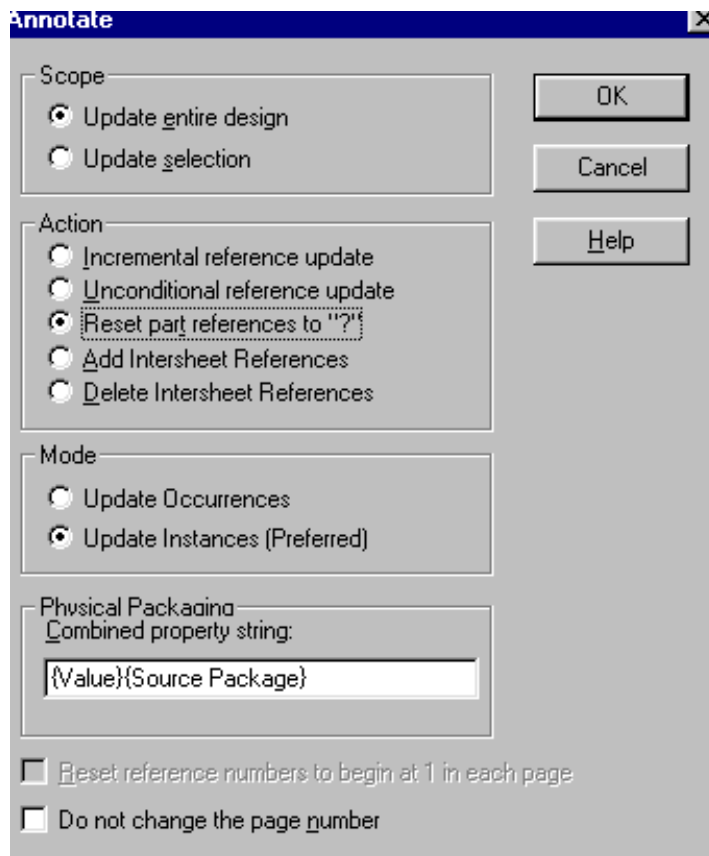 Annotate
Scope
Update entire design
Update selection
OK
Cancel
Help
Action
Incremental reference update
Unconditional reference update
Reset part references to "?"
Add Intersheet References
Delete Intersheet References
Mode
Update Occurrences
Update Instances (Preferred)
Physical Packaging
Combined property string:
{Value}{Source Package}
Reset reference numbers to begin at 1 in each page
Do not change the page number